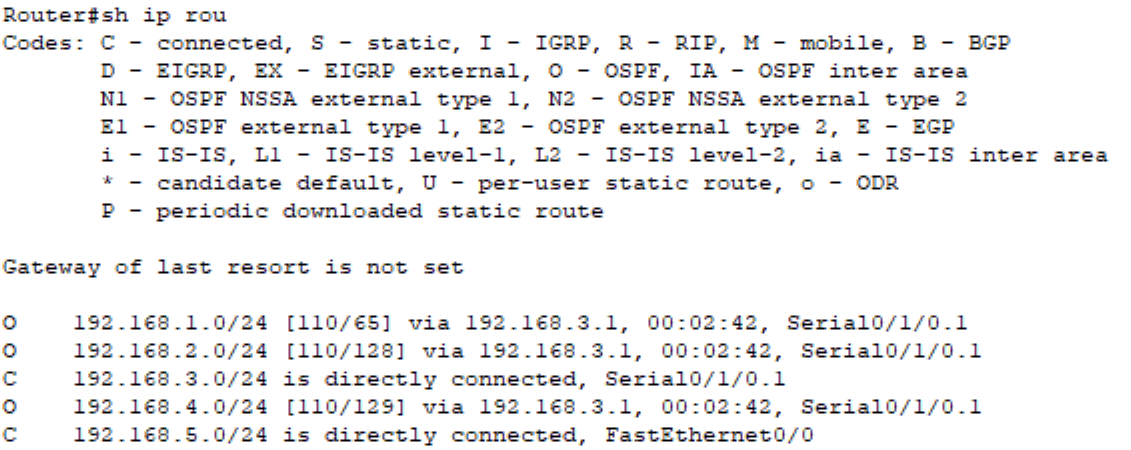 Router#sh ip rou
Codes: C - connected, S - static, I - IGRP, R - RIP, M - mobile, B - BGP
       D - EIGRP, EX - EIGRP external, O - OSPF, IA - OSPF inter area
       N1 - OSPF NSSA external type 1, N2 - OSPF NSSA external type 2
       E1 - OSPF external type 1, E2 - OSPF external type 2, E - EGP
       i - IS-IS, L1 - IS-IS level-1, L2 - IS-IS level-2, ia - IS-IS inter area
       * - candidate default, U - per-user static route, o - ODR
       P - periodic downloaded static route

Gateway of last resort is not set

O    192.168.1.0/24 [110/65] via 192.168.3.1, 00:02:42, Serial0/1/0.1
O    192.168.2.0/24 [110/128] via 192.168.3.1, 00:02:42, Serial0/1/0.1
C    192.168.3.0/24 is directly connected, Serial0/1/0.1
O    192.168.4.0/24 [110/129] via 192.168.3.1, 00:02:42, Serial0/1/0.1
C    192.168.5.0/24 is directly connected, FastEthernet0/0